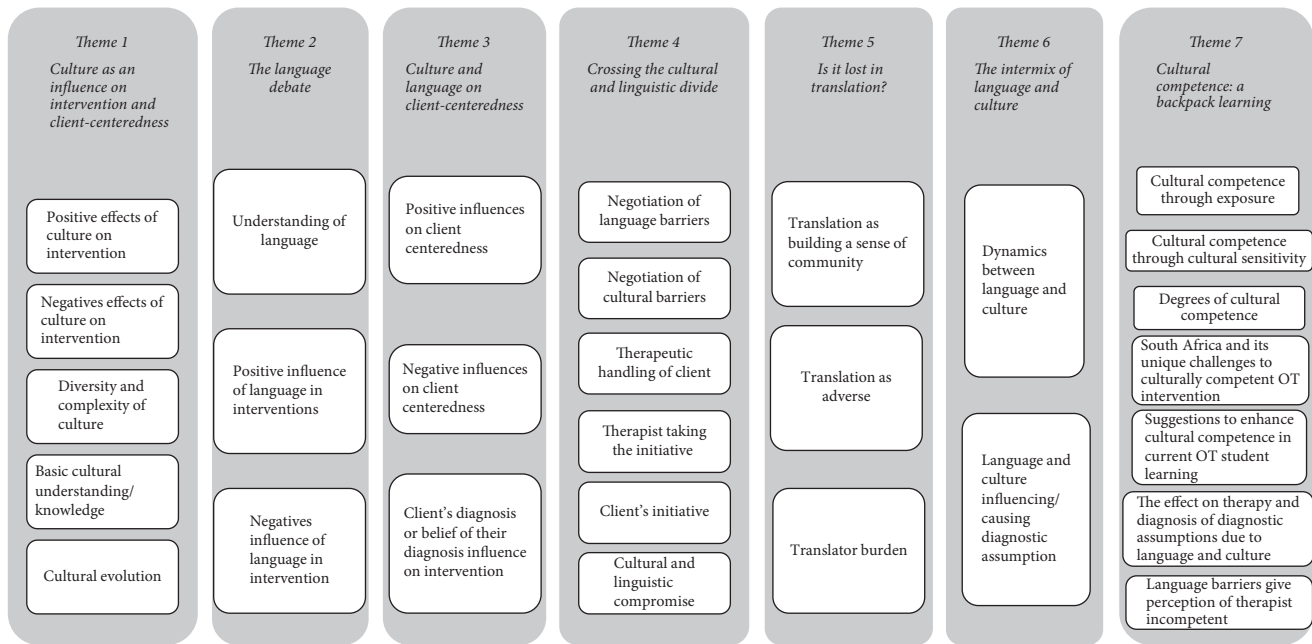 Theme 1
Culture as an
influence on
intervention and
client-centeredness
Positive effects of
culture on
intervention
Negatives effects of
culture on
intervention
Diversity and
complexity of
culture
Basic cultural
understanding/
knowledge
Cultural evolution
Theme 2
The language
debate
Understanding of
language
Positive influence
of language in
interventions
Negatives
influence of
language in
intervention
Theme 3
Culture and
language on
client-centeredness
Positive influences
on client
centeredness
Negative influences
on client
centeredness
Client's diagnosis
or belief of their
diagnosis influence
on intervention
Theme 4
Crossing the cultural
and linguistic divide
Negotiation of
language barriers
Negotiation of
cultural barriers
Therapeutic
handling of client
Therapist taking
the initiative
Client's initiative
Cultural and
linguistic
compromise
Theme 5
Is it lost in
translation?
Translation as
building a sense of
community
Translation as
adverse
Translator burden
Theme 6
The intermix of
language and
culture
Dynamics
between
language and
culture
Language and
culture
influencing/
causing
diagnostic
assumption
Theme 7
Cultural
competence: a
backpack learning
Cultural competence
through exposure
Cultural competence
through cultural sensitivity
Degrees of cultural
competence
South Africa and its
unique challenges to
culturally competent OT
intervention
Suggestions to enhance
cultural competence in
current OT student
learning
The effect on therapy and
diagnosis of diagnostic
assumptions due to
language and culture
Language barriers give
perception of therapist
incompetent